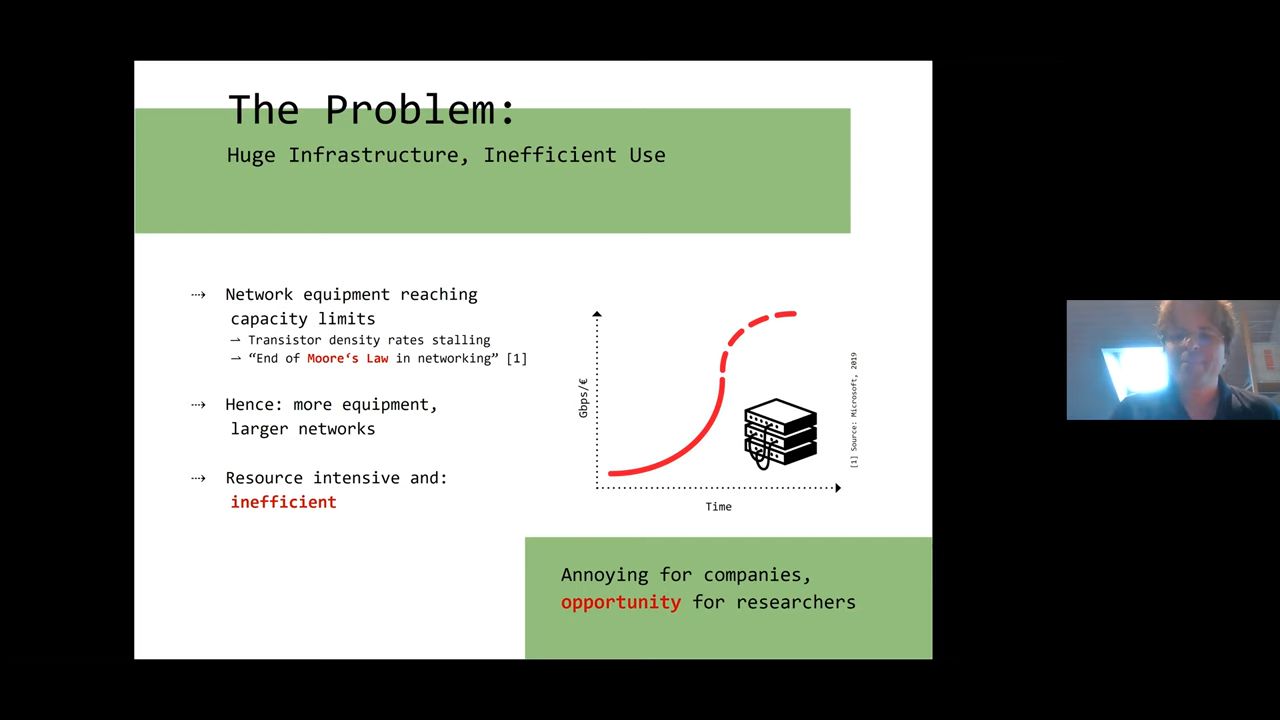 The Problem:
Huge Infrastructure, Inefficient Use
⇢ Network equipment reaching
capacity limits
⇀ Transistor density rates stalling
⇀ “End of Moore‘s Law in networking” [1]
⇢ Hence: more equipment,
larger networks
⇢ Resource intensive and:
inefficient
Gbps/€
Time
[1] Source: Microsoft, 2019
Annoying for companies,
opportunity for researchers